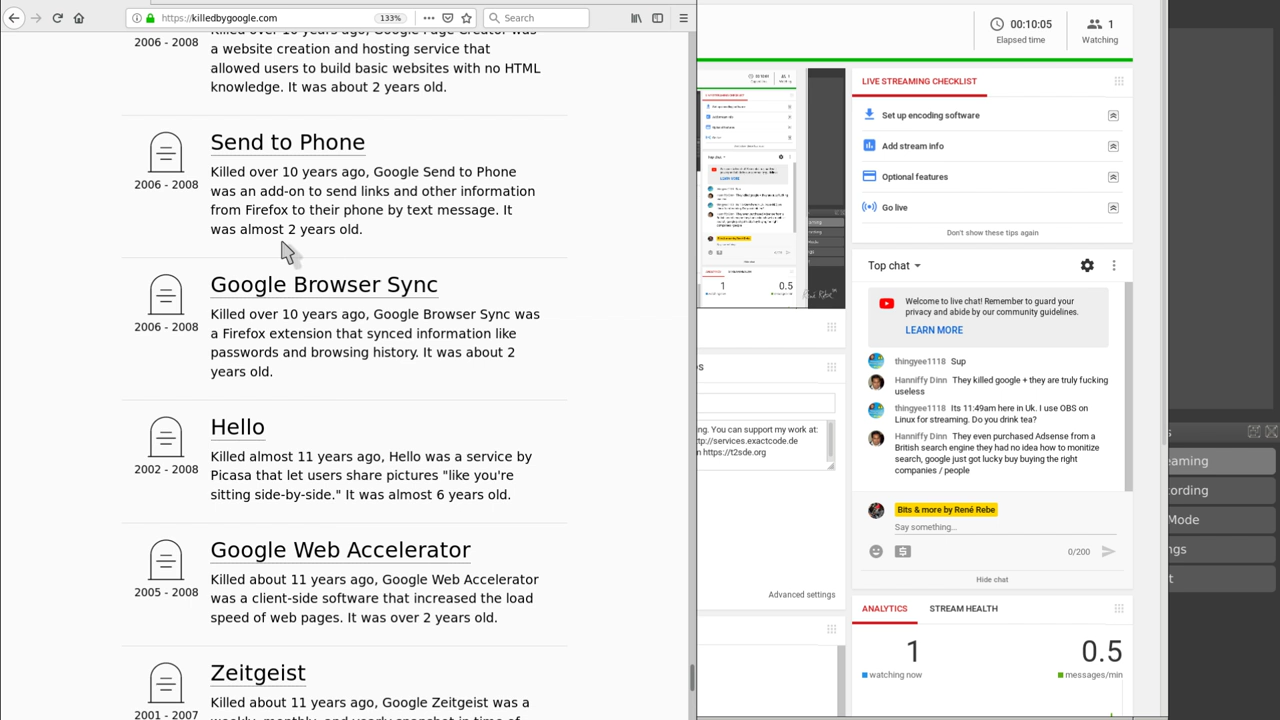 https://killedbygoogle.com
133%
Search
2006 - 2008
Killed over 10 years ago, Google Page Creator was
a website creation and hosting service that
allowed users to build basic websites with no HTML
knowledge. It was about 2 years old.
Send to Phone
2006 - 2008
Killed over 10 years ago, Google Send to Phone
was an add-on to send links and other information
from Firefox to their phone by text message. It
was almost 2 years old.
Google Browser Sync
2006 - 2008
Killed over 10 years ago, Google Browser Sync was
a Firefox extension that synced information like
passwords and browsing history. It was about 2
years old.
Hello
2002 - 2008
Killed almost 11 years ago, Hello was a service by
Picasa that let users share pictures "like you're
sitting side-by-side." It was almost 6 years old.
Google Web Accelerator
2005 - 2008
Killed about 11 years ago, Google Web Accelerator
was a client-side software that increased the load
speed of web pages. It was over 2 years old.
Zeitgeist
2001 - 2007
Killed about 11 years ago, Google Zeitgeist was a
00:10:05
Elapsed time
1
Watching
LIVE STREAMING CHECKLIST
Set up encoding software
Add stream info
Optional features
Go live
Don't show these tips again
Top chat
Welcome to live chat! Remember to guard your
privacy and abide by our community guidelines.
LEARN MORE
thingyee1118 Sup
Hanniffy Dinn They killed google + they are truly fucking
useless
thingyee1118 Its 11:49am here in Uk. I use OBS on
Linux for streaming. Do you drink tea?
Hanniffy Dinn They even purchased Adsense from a
British search engine they had no idea how to monitize
search, google just got lucky buy buying the right
companies / people
Bits & more by René Rebe
Say something...
0/200
Hide chat
ANALYTICS
STREAM HEALTH
1
watching now
0.5
messages/min
ing. You can support my work at:
ttp://services.exactcode.de
n https://t2sde.org
Advanced settings
s
eaming
ording
Mode
ngs
t
René Rebe